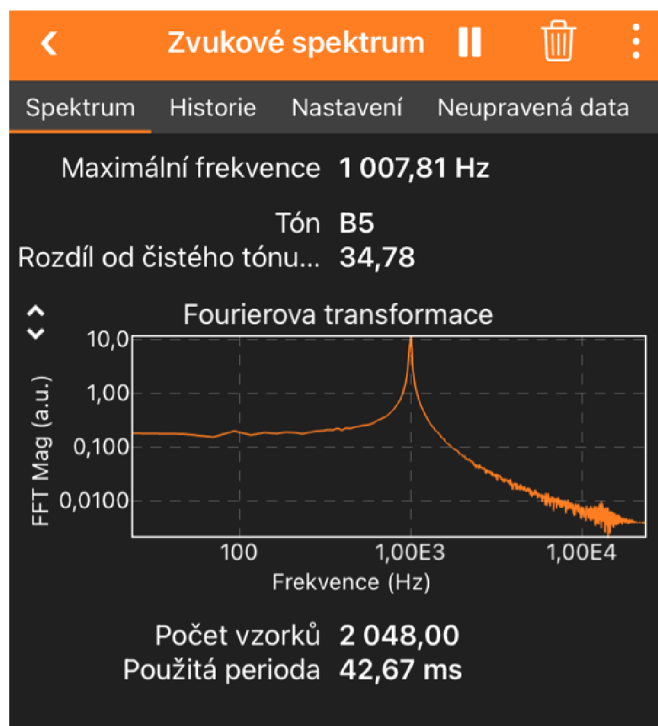 Zvukové spektrum
Spektrum Historie Nastavení Neupravená data
Maximální frekvence 1 007,81 Hz
Tón B5
Rozdíl od čistého tónu... 34,78
Fourierova transformace
10,0
1,00
0,100
0,0100
FFT Mag (a.u.)
100 1,00E3 1,00E4
Frekvence (Hz)
Počet vzorků 2 048,00
Použitá perioda 42,67 ms